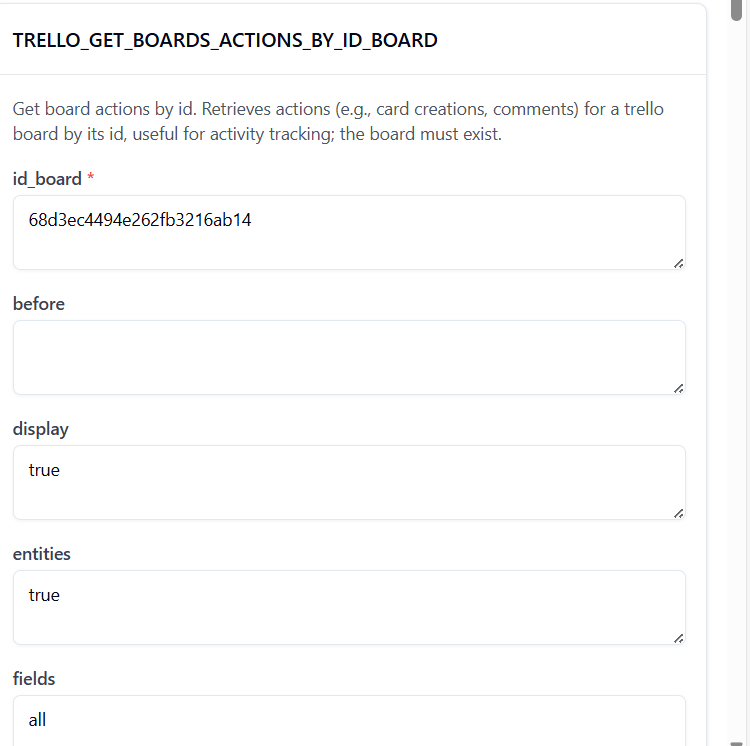 TRELLO_GET_BOARDS_ACTIONS_BY_ID_BOARD
Get board actions by id. Retrieves actions (e.g., card creations, comments) for a trello
board by its id, useful for activity tracking; the board must exist.
id_board *
68d3ec4494e262fb3216ab14
before
display
true
entities
true
fields
all